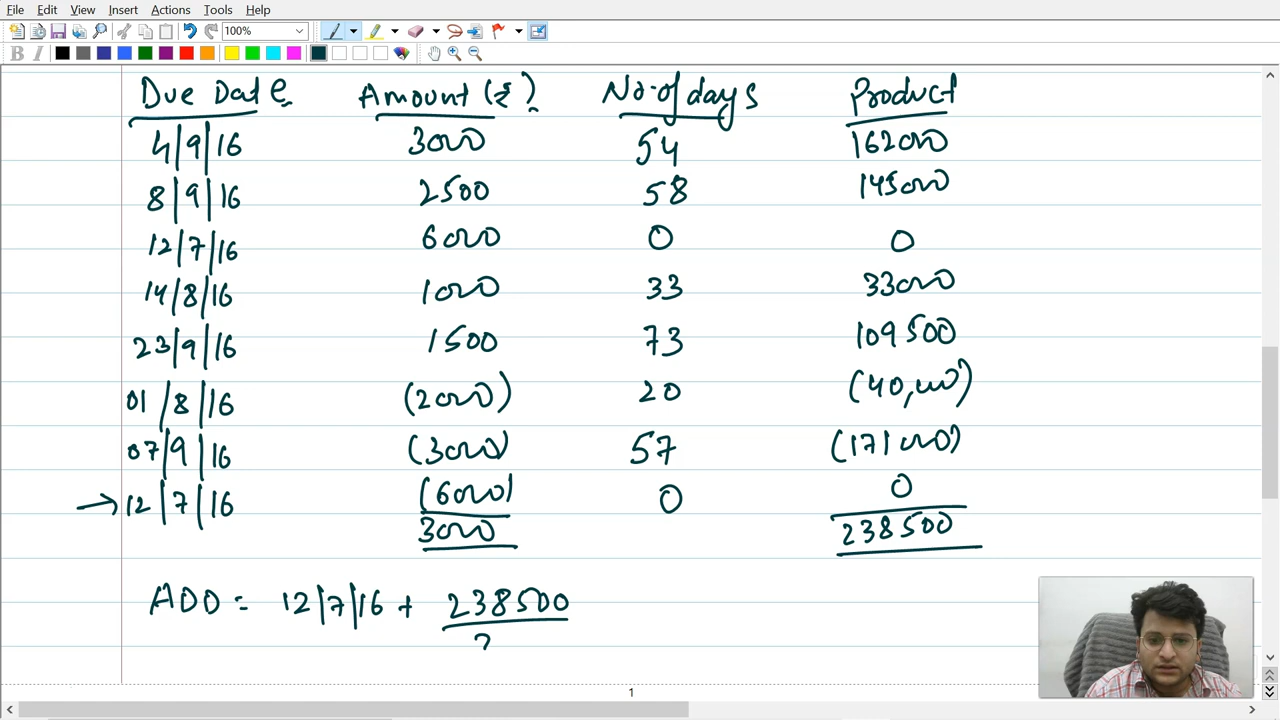 File Edit View Insert Actions Tools Help
100%
B I
Due Date Amount (₹) No. of days Product
4/9/16 3000 54 162000
8/9/16 2500 58 145000
12/7/16 6000 0 0
14/8/16 1000 33 33000
23/9/16 1500 73 109500
01/8/16 (2000) 20 (40,000)
07/9/16 (3000) 57 (171000)
→ 12/7/16 (6000) 0 0
3000 238500
ADD = 12/7/16 + 238500
1